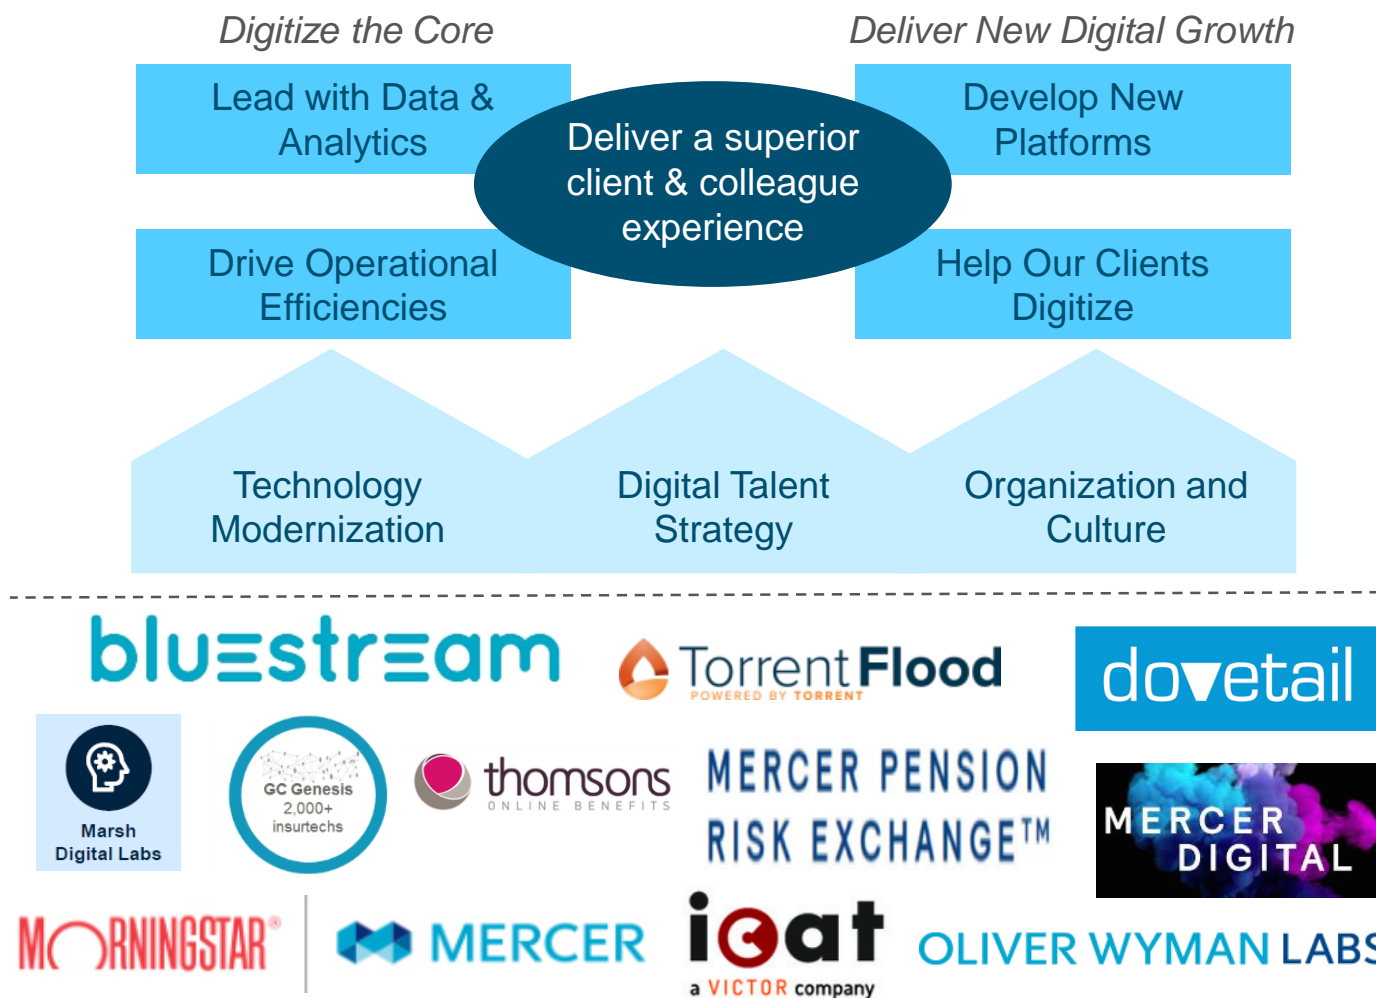 Digitize the Core
Deliver New Digital Growth
Lead with Data &
Analytics
Deliver a superior
client & colleague
experience
Develop New
Platforms
Drive Operational
Efficiencies
Help Our Clients
Digitize
Technology
Modernization
Digital Talent
Strategy
Organization and
Culture
bluestream
Torrent Flood
POWERED BY TORRENT
dovetail
Marsh
Digital Labs
GC Genesis
2,000+
insurtechs
thomsons
ONLINE BENEFITS
MERCER PENSION
RISK EXCHANGE™
MERCER
DIGITAL
MORNINGSTAR®
MERCER
icat
a VICTOR company
OLIVER WYMAN LABS